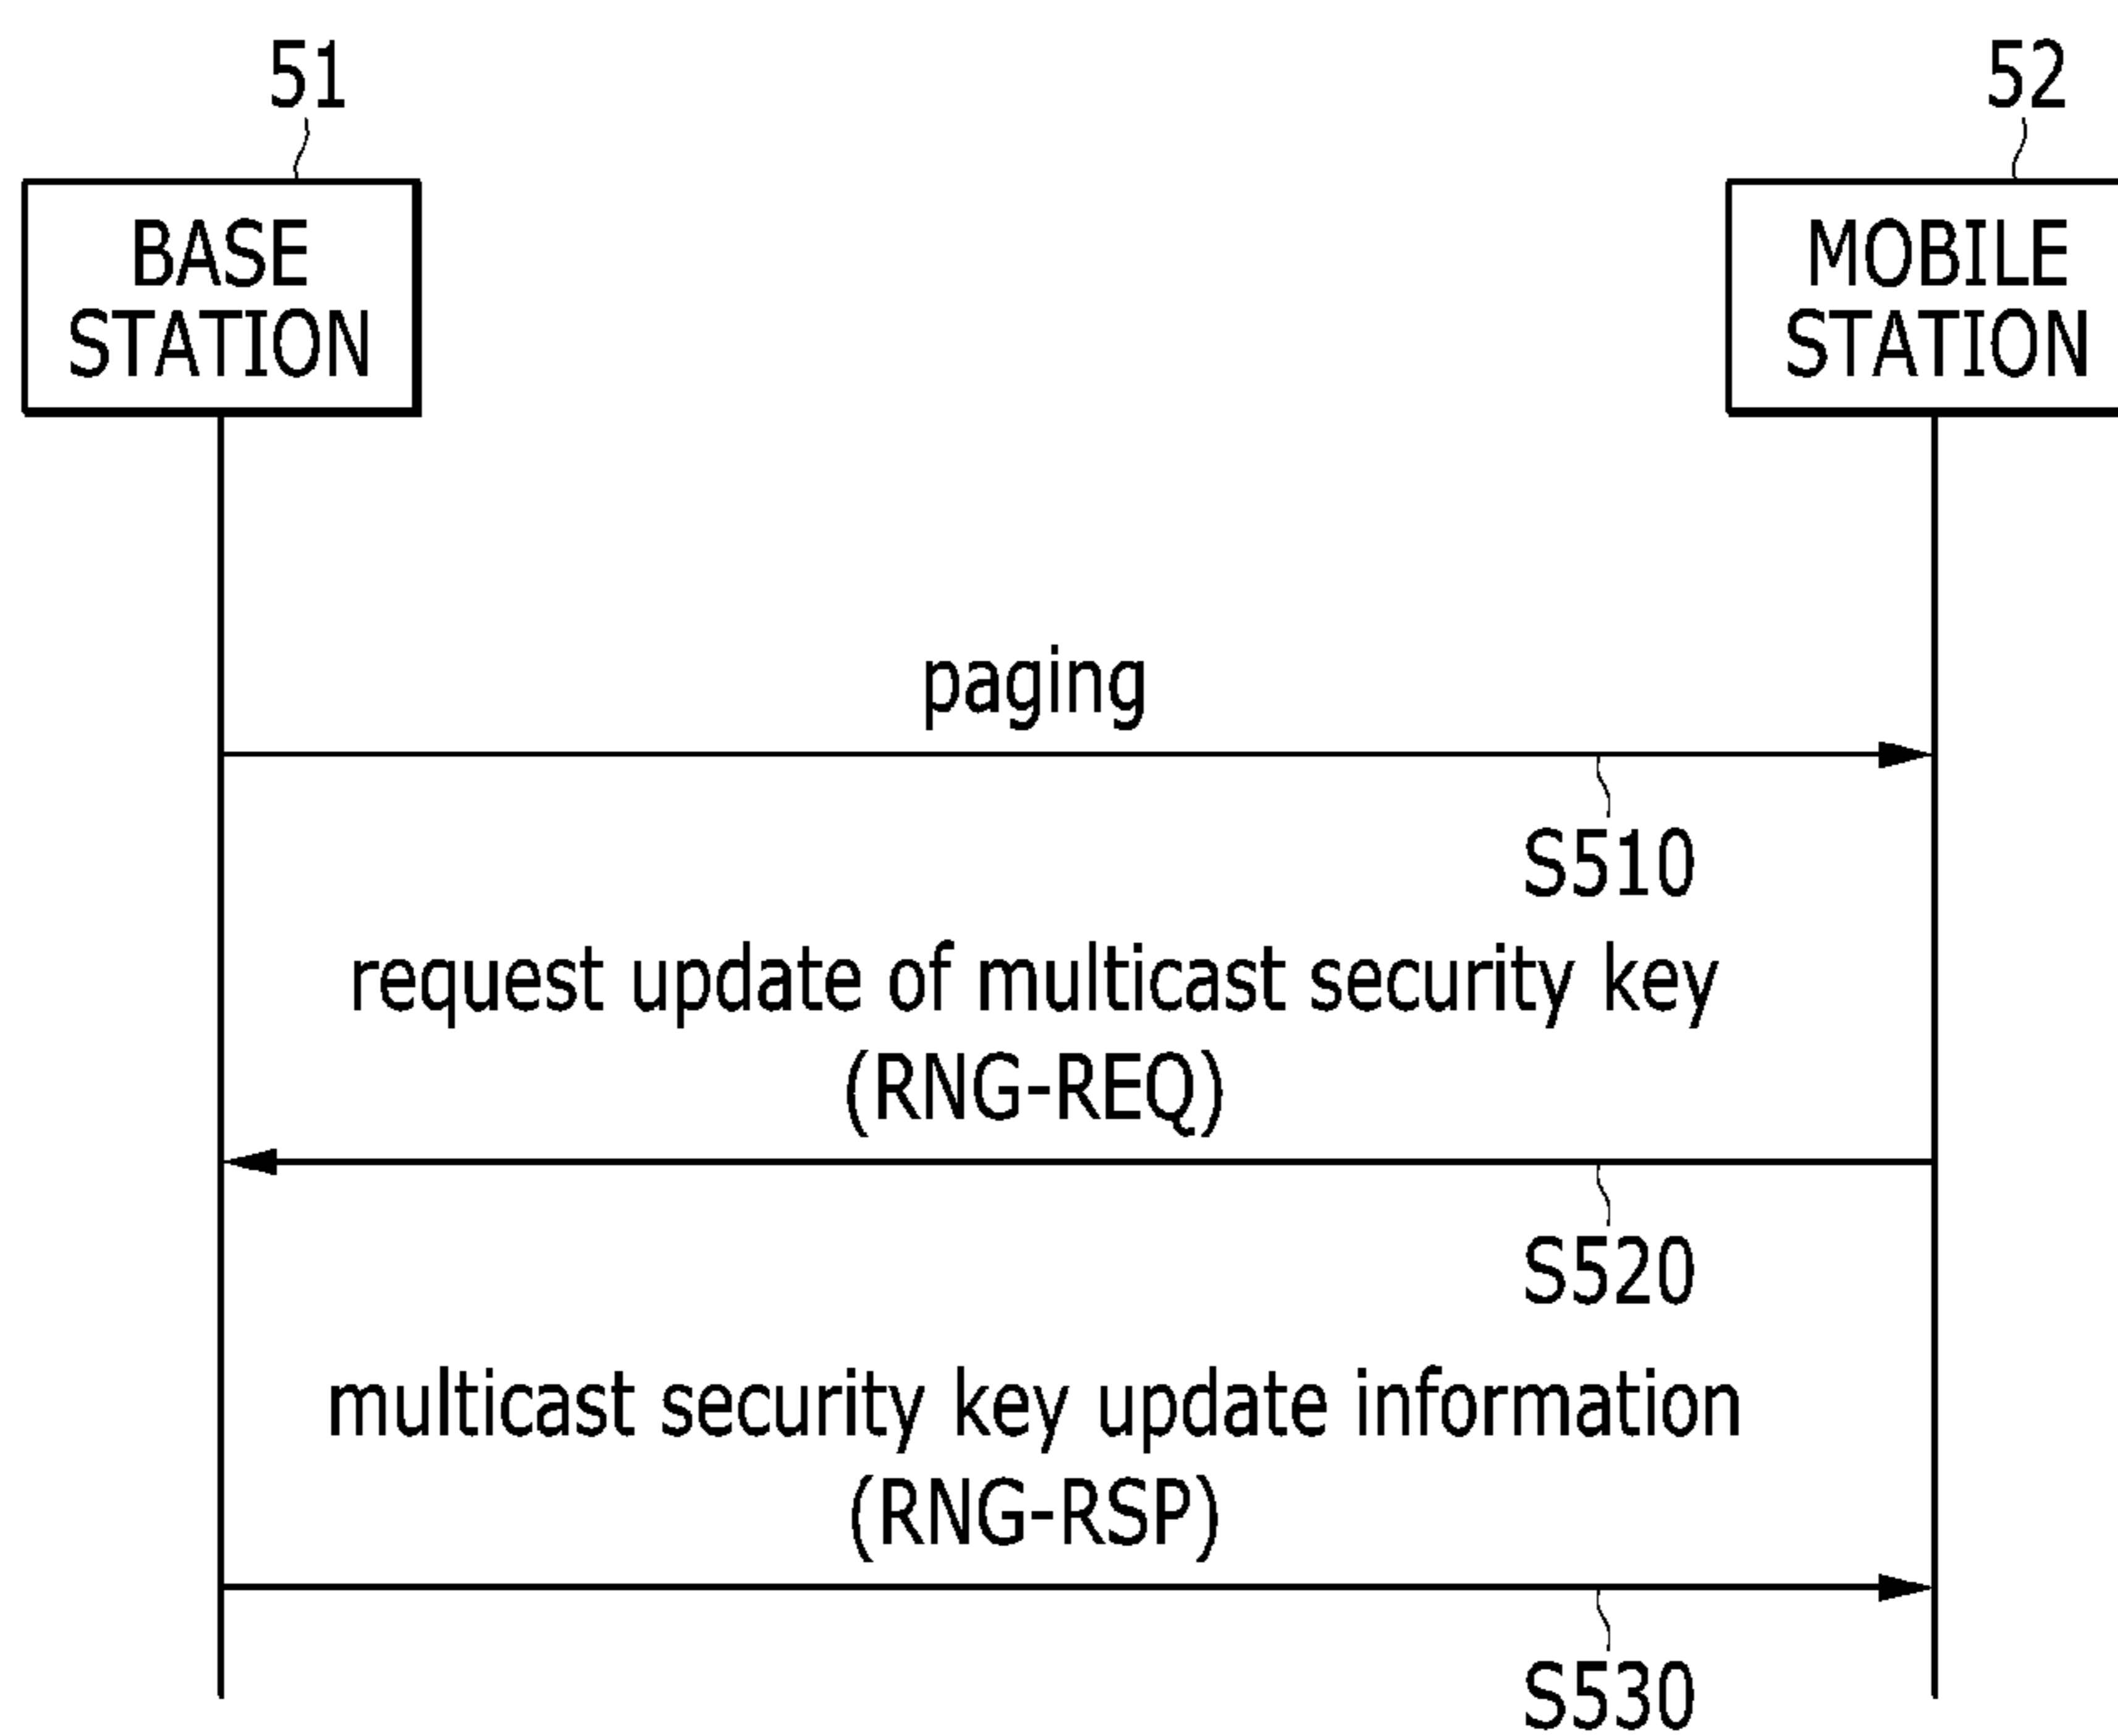 51
52
BASE
STATION
MOBILE
STATION
paging
S510
request update of multicast security key
(RNG-REQ)
S520
multicast security key update information
(RNG-RSP)
S530